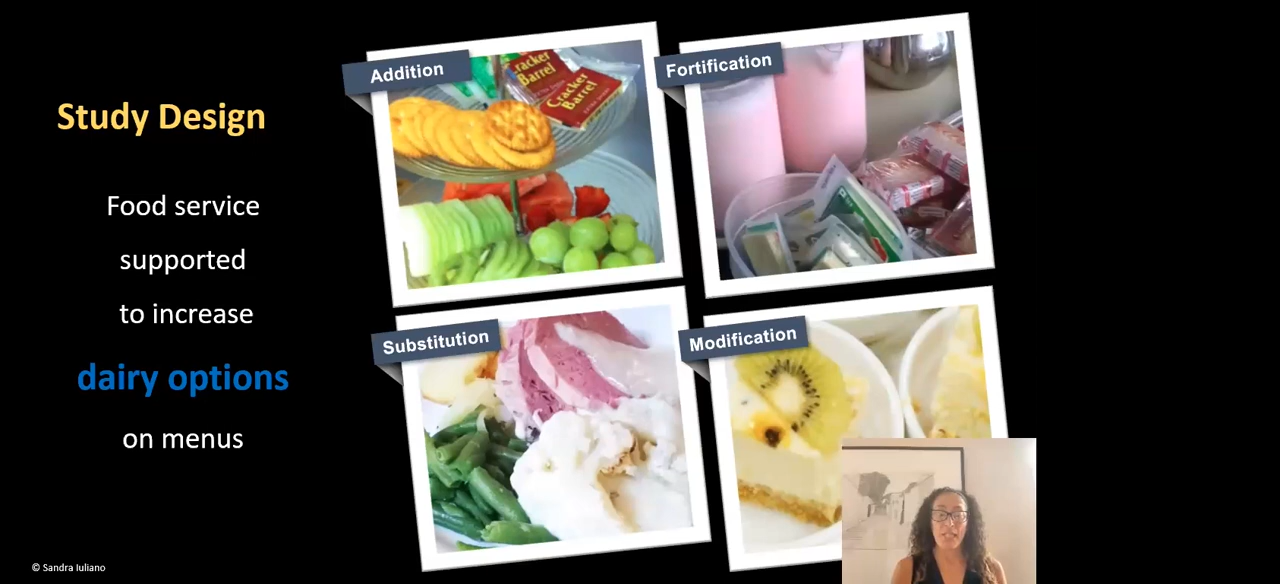 Study Design
Food service
supported
to increase
dairy options
on menus
Addition
Cracker
Barrel
Cracker
Barrel
Fortification
Substitution
Modification
© Sandra Iuliano